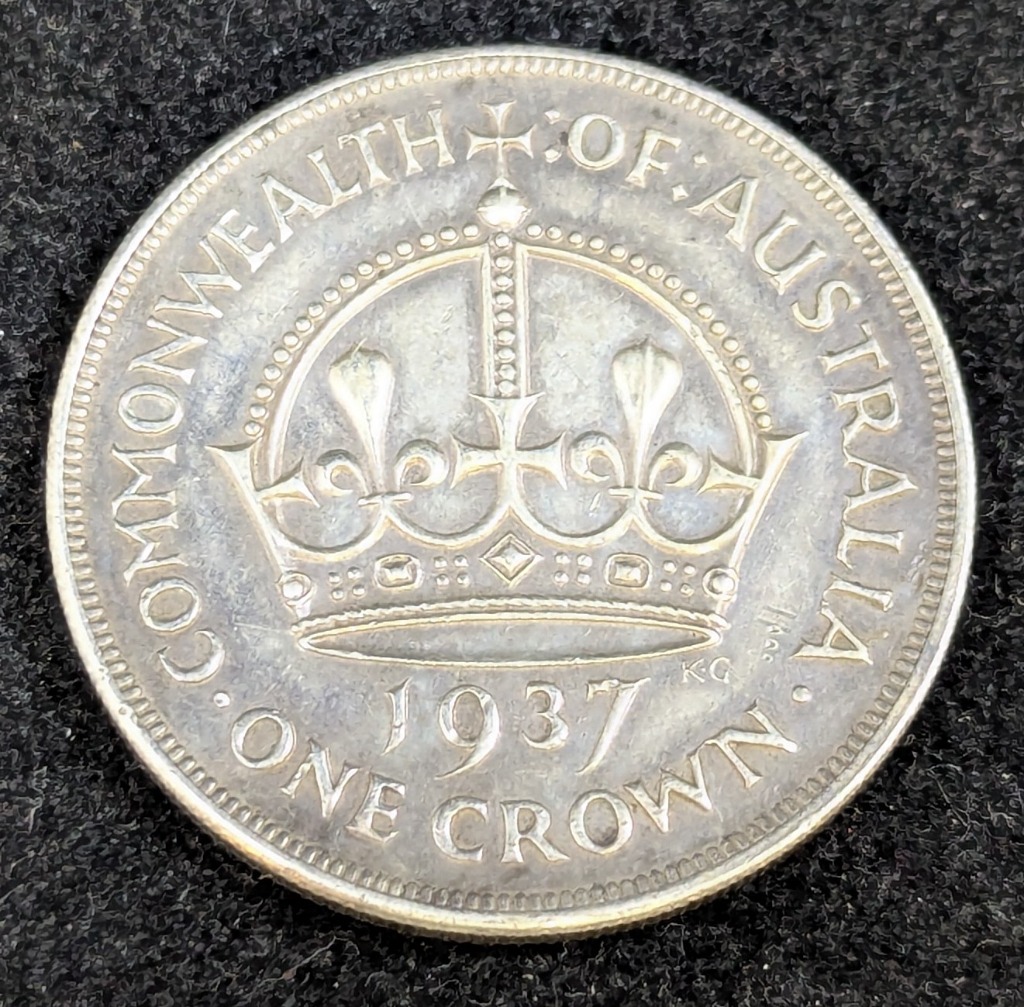 COMMONWEALTH :OF: AUSTRALIA
KG
1937
· ONE CROWN ·